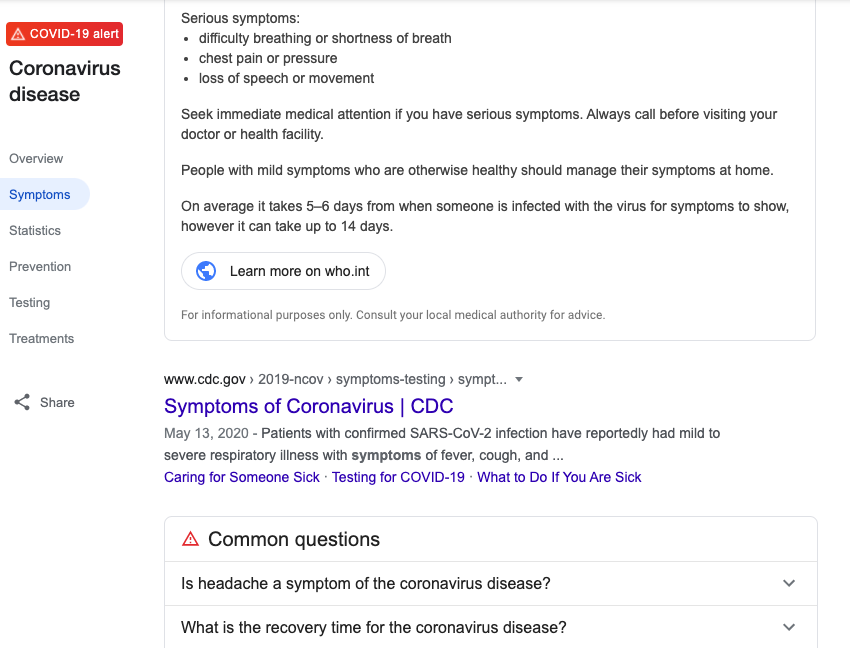 COVID-19 alert
Coronavirus
disease
Overview
Symptoms
Statistics
Prevention
Testing
Treatments
Share
Serious symptoms:
• difficulty breathing or shortness of breath
• chest pain or pressure
• loss of speech or movement
Seek immediate medical attention if you have serious symptoms. Always call before visiting your
doctor or health facility.
People with mild symptoms who are otherwise healthy should manage their symptoms at home.
On average it takes 5–6 days from when someone is infected with the virus for symptoms to show,
however it can take up to 14 days.
Learn more on who.int
For informational purposes only. Consult your local medical authority for advice.
www.cdc.gov › 2019-ncov › symptoms-testing › sympt...
Symptoms of Coronavirus | CDC
May 13, 2020 - Patients with confirmed SARS-CoV-2 infection have reportedly had mild to
severe respiratory illness with symptoms of fever, cough, and ...
Caring for Someone Sick · Testing for COVID-19 · What to Do If You Are Sick
Common questions
Is headache a symptom of the coronavirus disease?
What is the recovery time for the coronavirus disease?